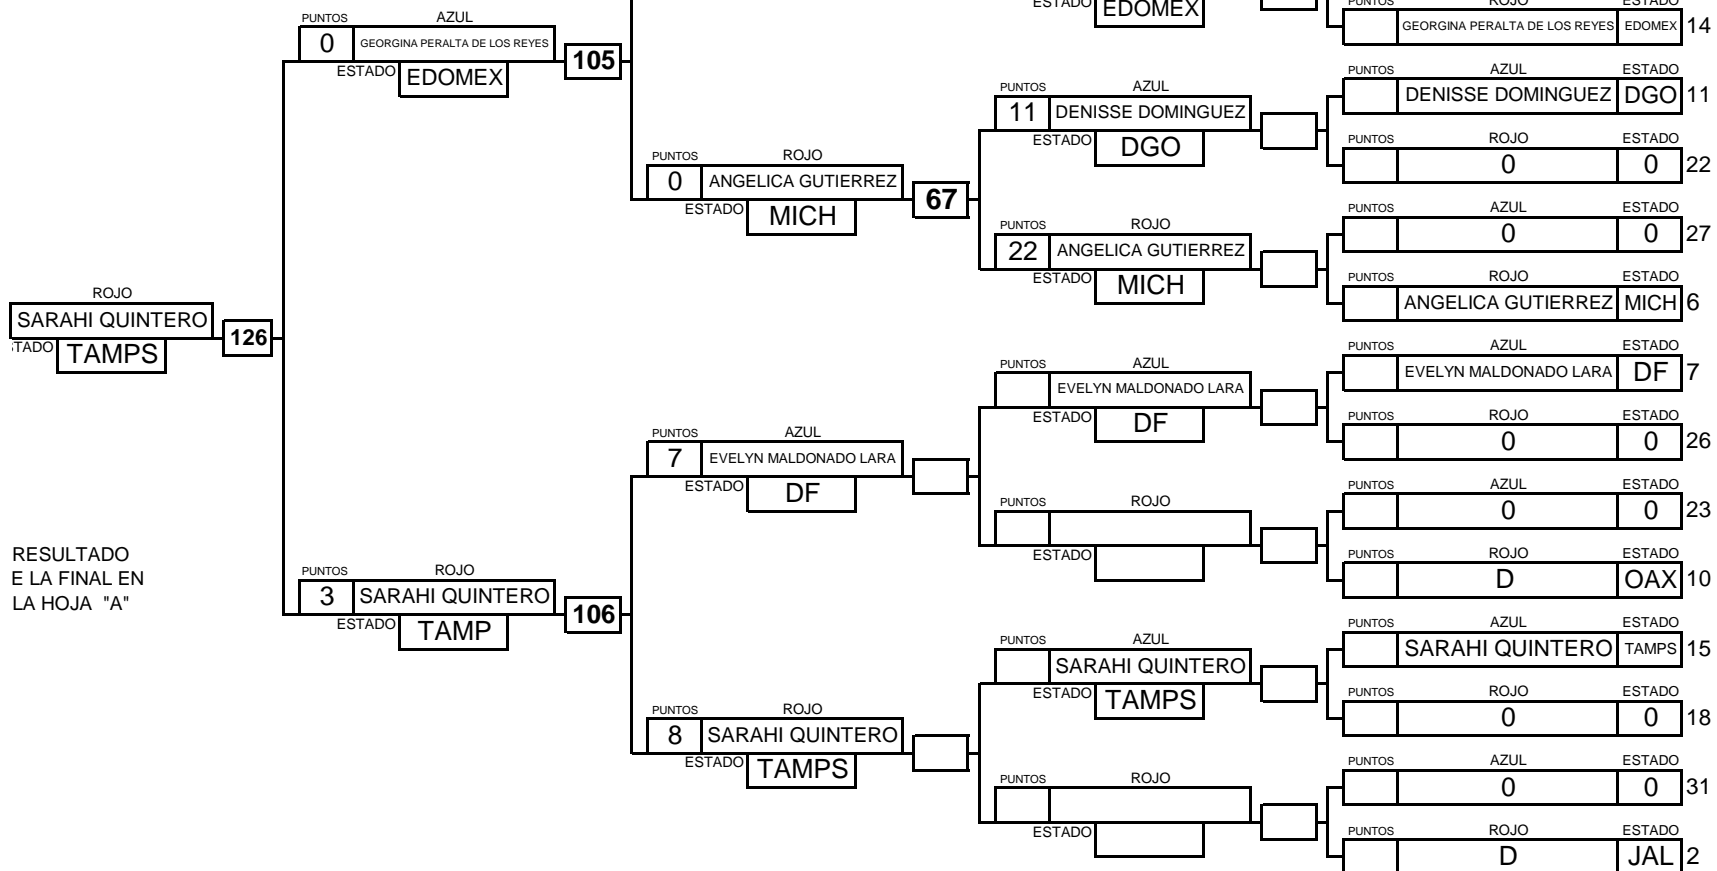 ESTADO EDOMEX
PUNTOS ROJO ESTADO
GEORGINA PERALTA DE LOS REYES EDOMEX 14
PUNTOS AZUL
0 GEORGINA PERALTA DE LOS REYES
ESTADO EDOMEX
105
PUNTOS AZUL ESTADO
DENISSE DOMINGUEZ DGO 11
PUNTOS AZUL
11 DENISSE DOMINGUEZ
ESTADO DGO
PUNTOS ROJO ESTADO
0 0 22
PUNTOS ROJO
0 ANGELICA GUTIERREZ
ESTADO MICH
67
PUNTOS AZUL ESTADO
0 0 27
PUNTOS ROJO
22 ANGELICA GUTIERREZ
ESTADO MICH
PUNTOS ROJO ESTADO
ANGELICA GUTIERREZ MICH 6
ROJO
SARAHI QUINTERO
TADO TAMPS
126
PUNTOS AZUL ESTADO
EVELYN MALDONADO LARA DF 7
PUNTOS AZUL
EVELYN MALDONADO LARA
ESTADO DF
PUNTOS ROJO ESTADO
0 0 26
PUNTOS AZUL
7 EVELYN MALDONADO LARA
ESTADO DF
PUNTOS AZUL ESTADO
0 0 23
PUNTOS ROJO
ESTADO
PUNTOS ROJO ESTADO
D OAX 10
RESULTADO
E LA FINAL EN
LA HOJA "A"
PUNTOS ROJO
3 SARAHI QUINTERO
ESTADO TAMP
106
PUNTOS AZUL ESTADO
SARAHI QUINTERO TAMPS 15
PUNTOS AZUL
SARAHI QUINTERO
ESTADO TAMPS
PUNTOS ROJO ESTADO
0 0 18
PUNTOS ROJO
8 SARAHI QUINTERO
ESTADO TAMPS
PUNTOS AZUL ESTADO
0 0 31
PUNTOS ROJO
ESTADO
PUNTOS ROJO ESTADO
D JAL 2